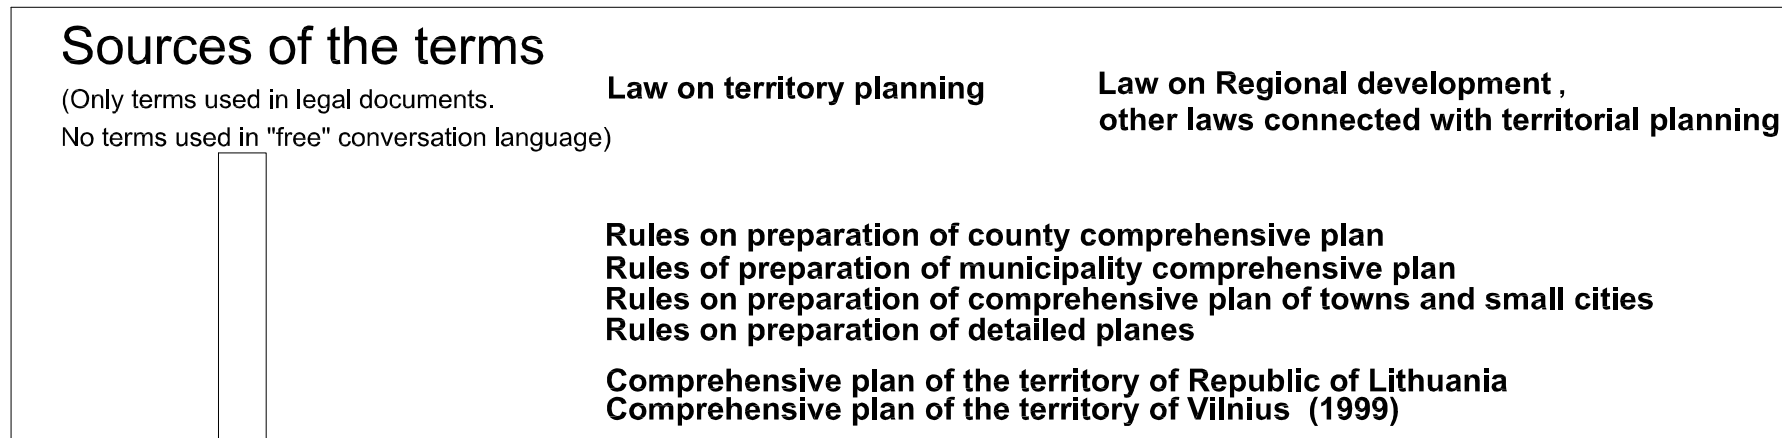 Sources of the terms
(Only terms used in legal documents.
No terms used in "free" conversation language)
Law on territory planning
Law on Regional development,
other laws connected with territorial planning
Rules on preparation of county comprehensive plan
Rules of preparation of municipality comprehensive plan
Rules on preparation of comprehensive plan of towns and small cities
Rules on preparation of detailed planes
Comprehensive plan of the territory of Republic of Lithuania
Comprehensive plan of the territory of Vilnius (1999)